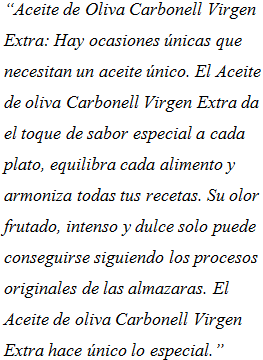 “Aceite de Oliva Carbonell Virgen
Extra: Hay ocasiones únicas que
necesitan un aceite único. El Aceite
de oliva Carbonell Virgen Extra da
el toque de sabor especial a cada
plato, equilibra cada alimento y
armoniza todas tus recetas. Su olor
frutado, intenso y dulce solo puede
conseguirse siguiendo los procesos
originales de las almazaras. El
Aceite de oliva Carbonell Virgen
Extra hace único lo especial.”